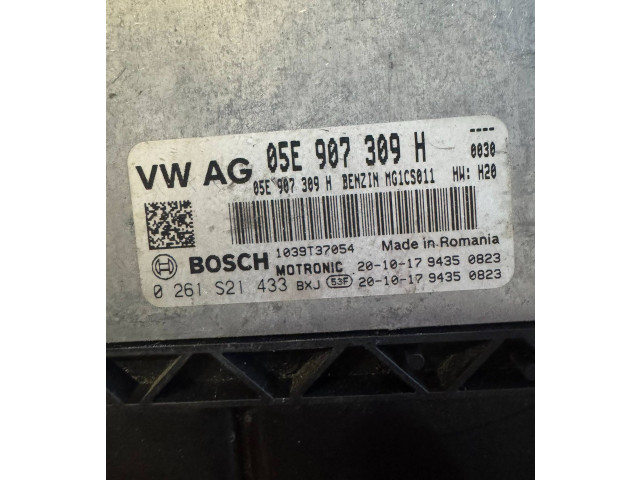 VW AG 05E 907 309 H ----
05E 907 309 H BENZIN MG1CS011 0030
HW: H20
1039T37054 Made in Romania
BOSCH MOTRONIC 20-10-17 9435 0823
0 261 S21 433 BXJ 53F 20-10-17 9435 0823